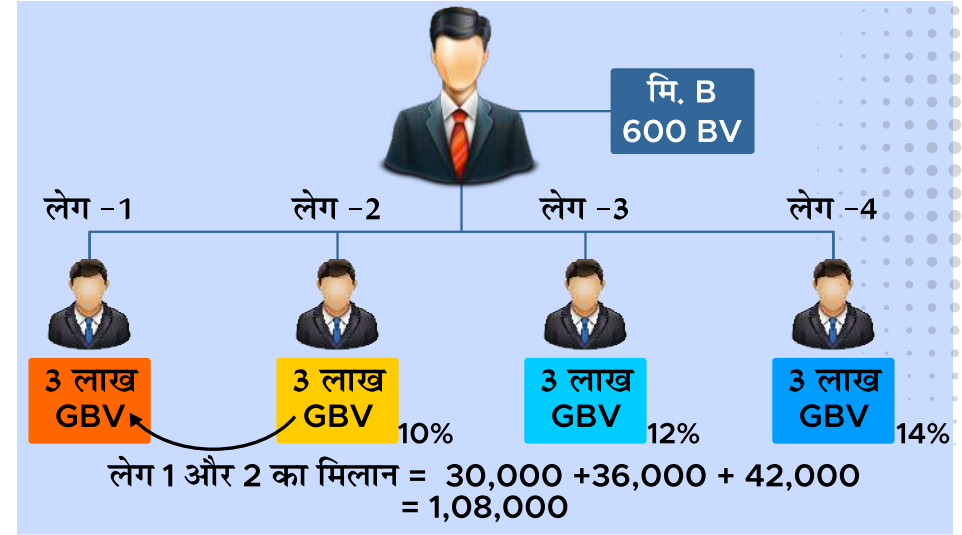 मि. B
600 BV
लेग -1
लेग -2
लेग -3
लेग -4
3 लाख
GBV
3 लाख
GBV
10%
3 लाख
GBV
12%
3 लाख
GBV
14%
लेग 1 और 2 का मिलान = 30,000 +36,000 + 42,000
= 1,08,000